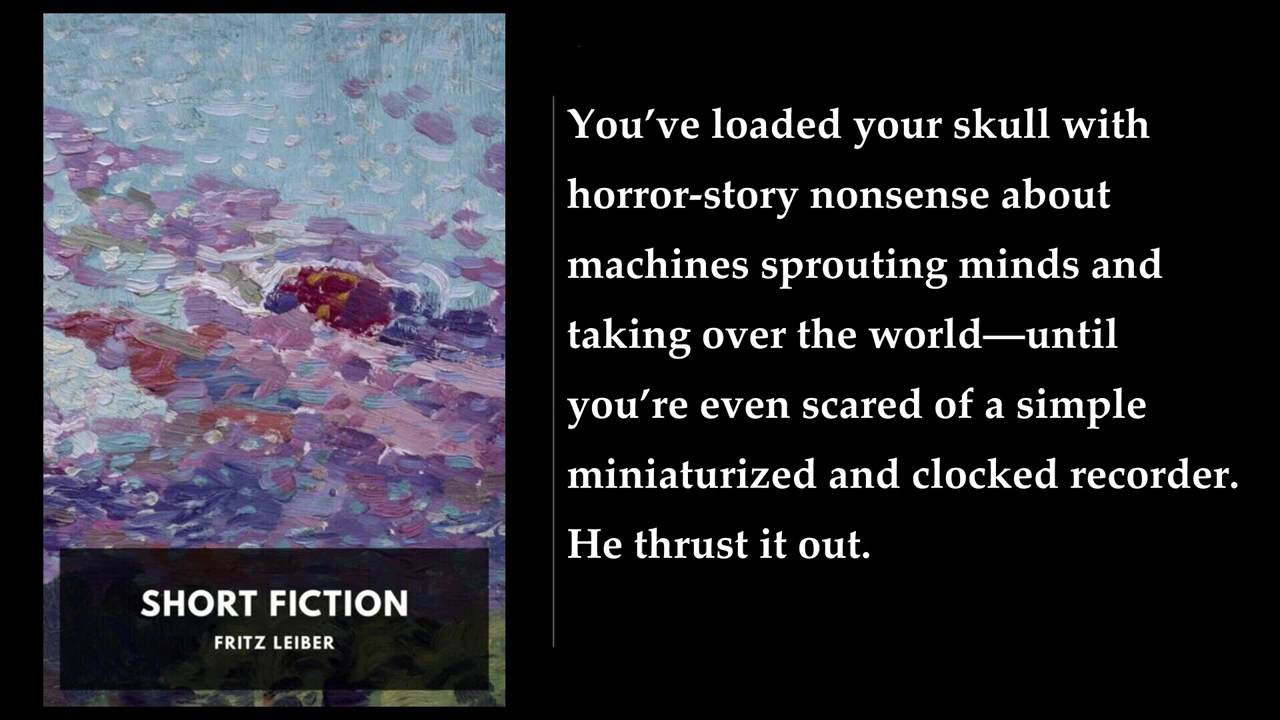 SHORT FICTION
FRITZ LEIBER
You’ve loaded your skull with
horror-story nonsense about
machines sprouting minds and
taking over the world—until
you’re even scared of a simple
miniaturized and clocked recorder.
He thrust it out.